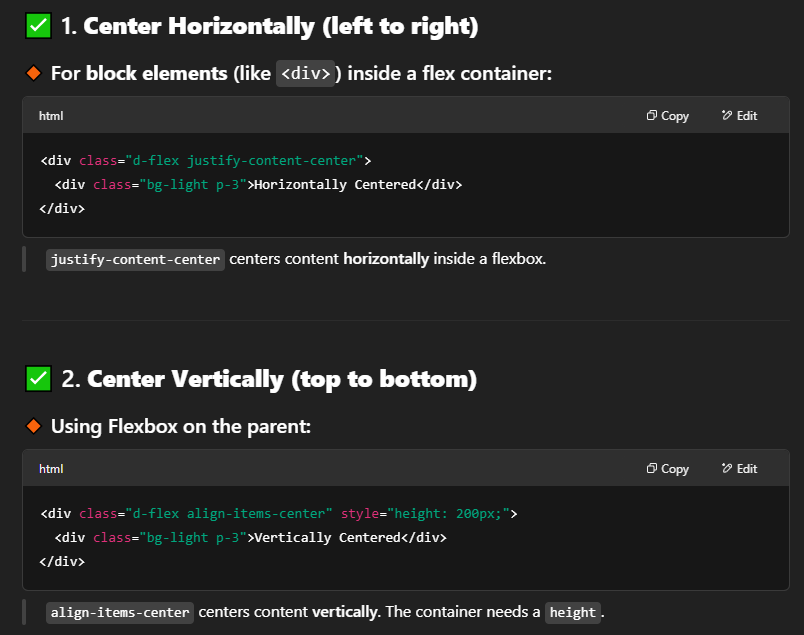 ✅ 1. Center Horizontally (left to right)
🔸 For block elements (like <div>) inside a flex container:
html Copy Edit
<div class="d-flex justify-content-center">
  <div class="bg-light p-3">Horizontally Centered</div>
</div>
justify-content-center centers content horizontally inside a flexbox.
✅ 2. Center Vertically (top to bottom)
🔸 Using Flexbox on the parent:
html Copy Edit
<div class="d-flex align-items-center" style="height: 200px;">
  <div class="bg-light p-3">Vertically Centered</div>
</div>
align-items-center centers content vertically. The container needs a height.